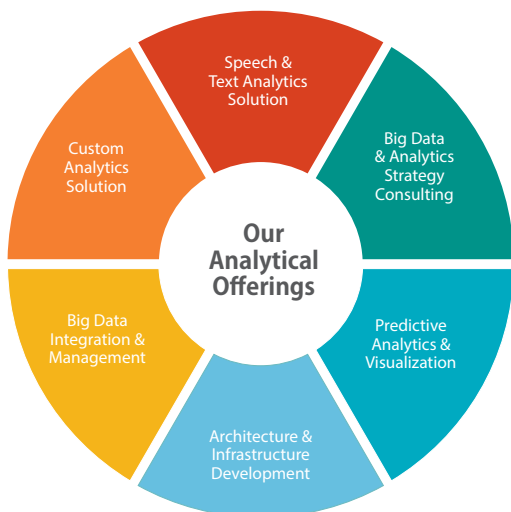 Speech &
Text Analytics
Solution
Big Data
& Analytics
Strategy
Consulting
Predictive
Analytics &
Visualization
Architecture &
Infrastructure
Development
Big Data
Integration &
Management
Custom
Analytics
Solution
Our
Analytical
Offerings